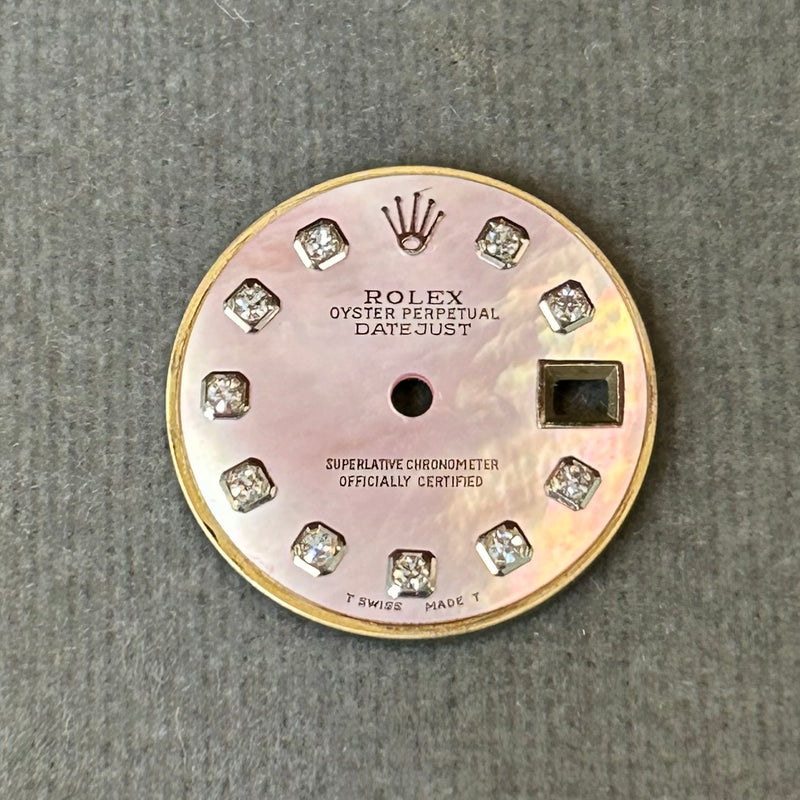 ROLEX
OYSTER PERPETUAL
DATEJUST
SUPERLATIVE CHRONOMETER
OFFICIALLY CERTIFIED
T SWISS MADE T